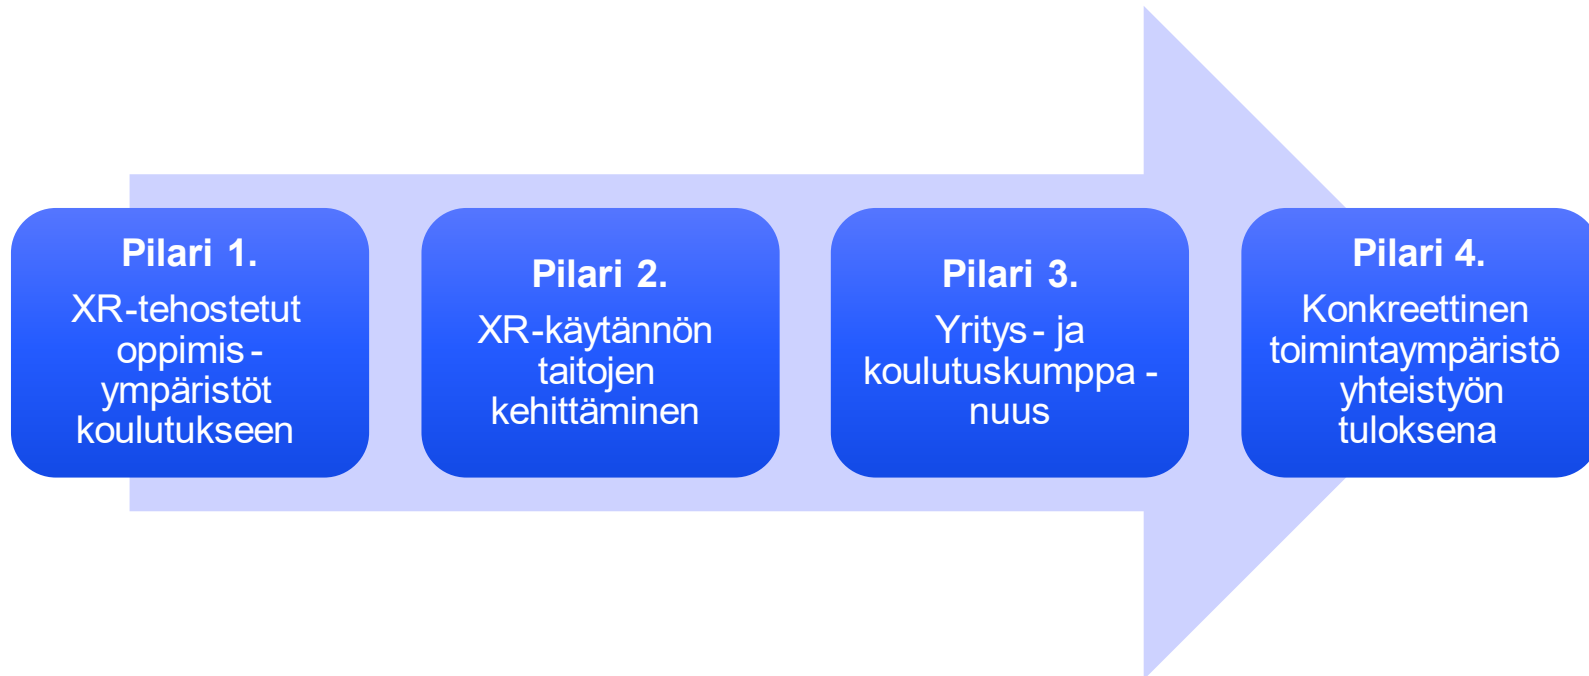 Pilari 1.
XR-tehostetut
oppimis-
ympäristöt
koulutukseen
Pilari 2.
XR-käytännön
taitojen
kehittäminen
Pilari 3.
Yritys- ja
koulutuskumppa-
nuus
Pilari 4.
Konkreettinen
toimintaympäristö
yhteistyön
tuloksena